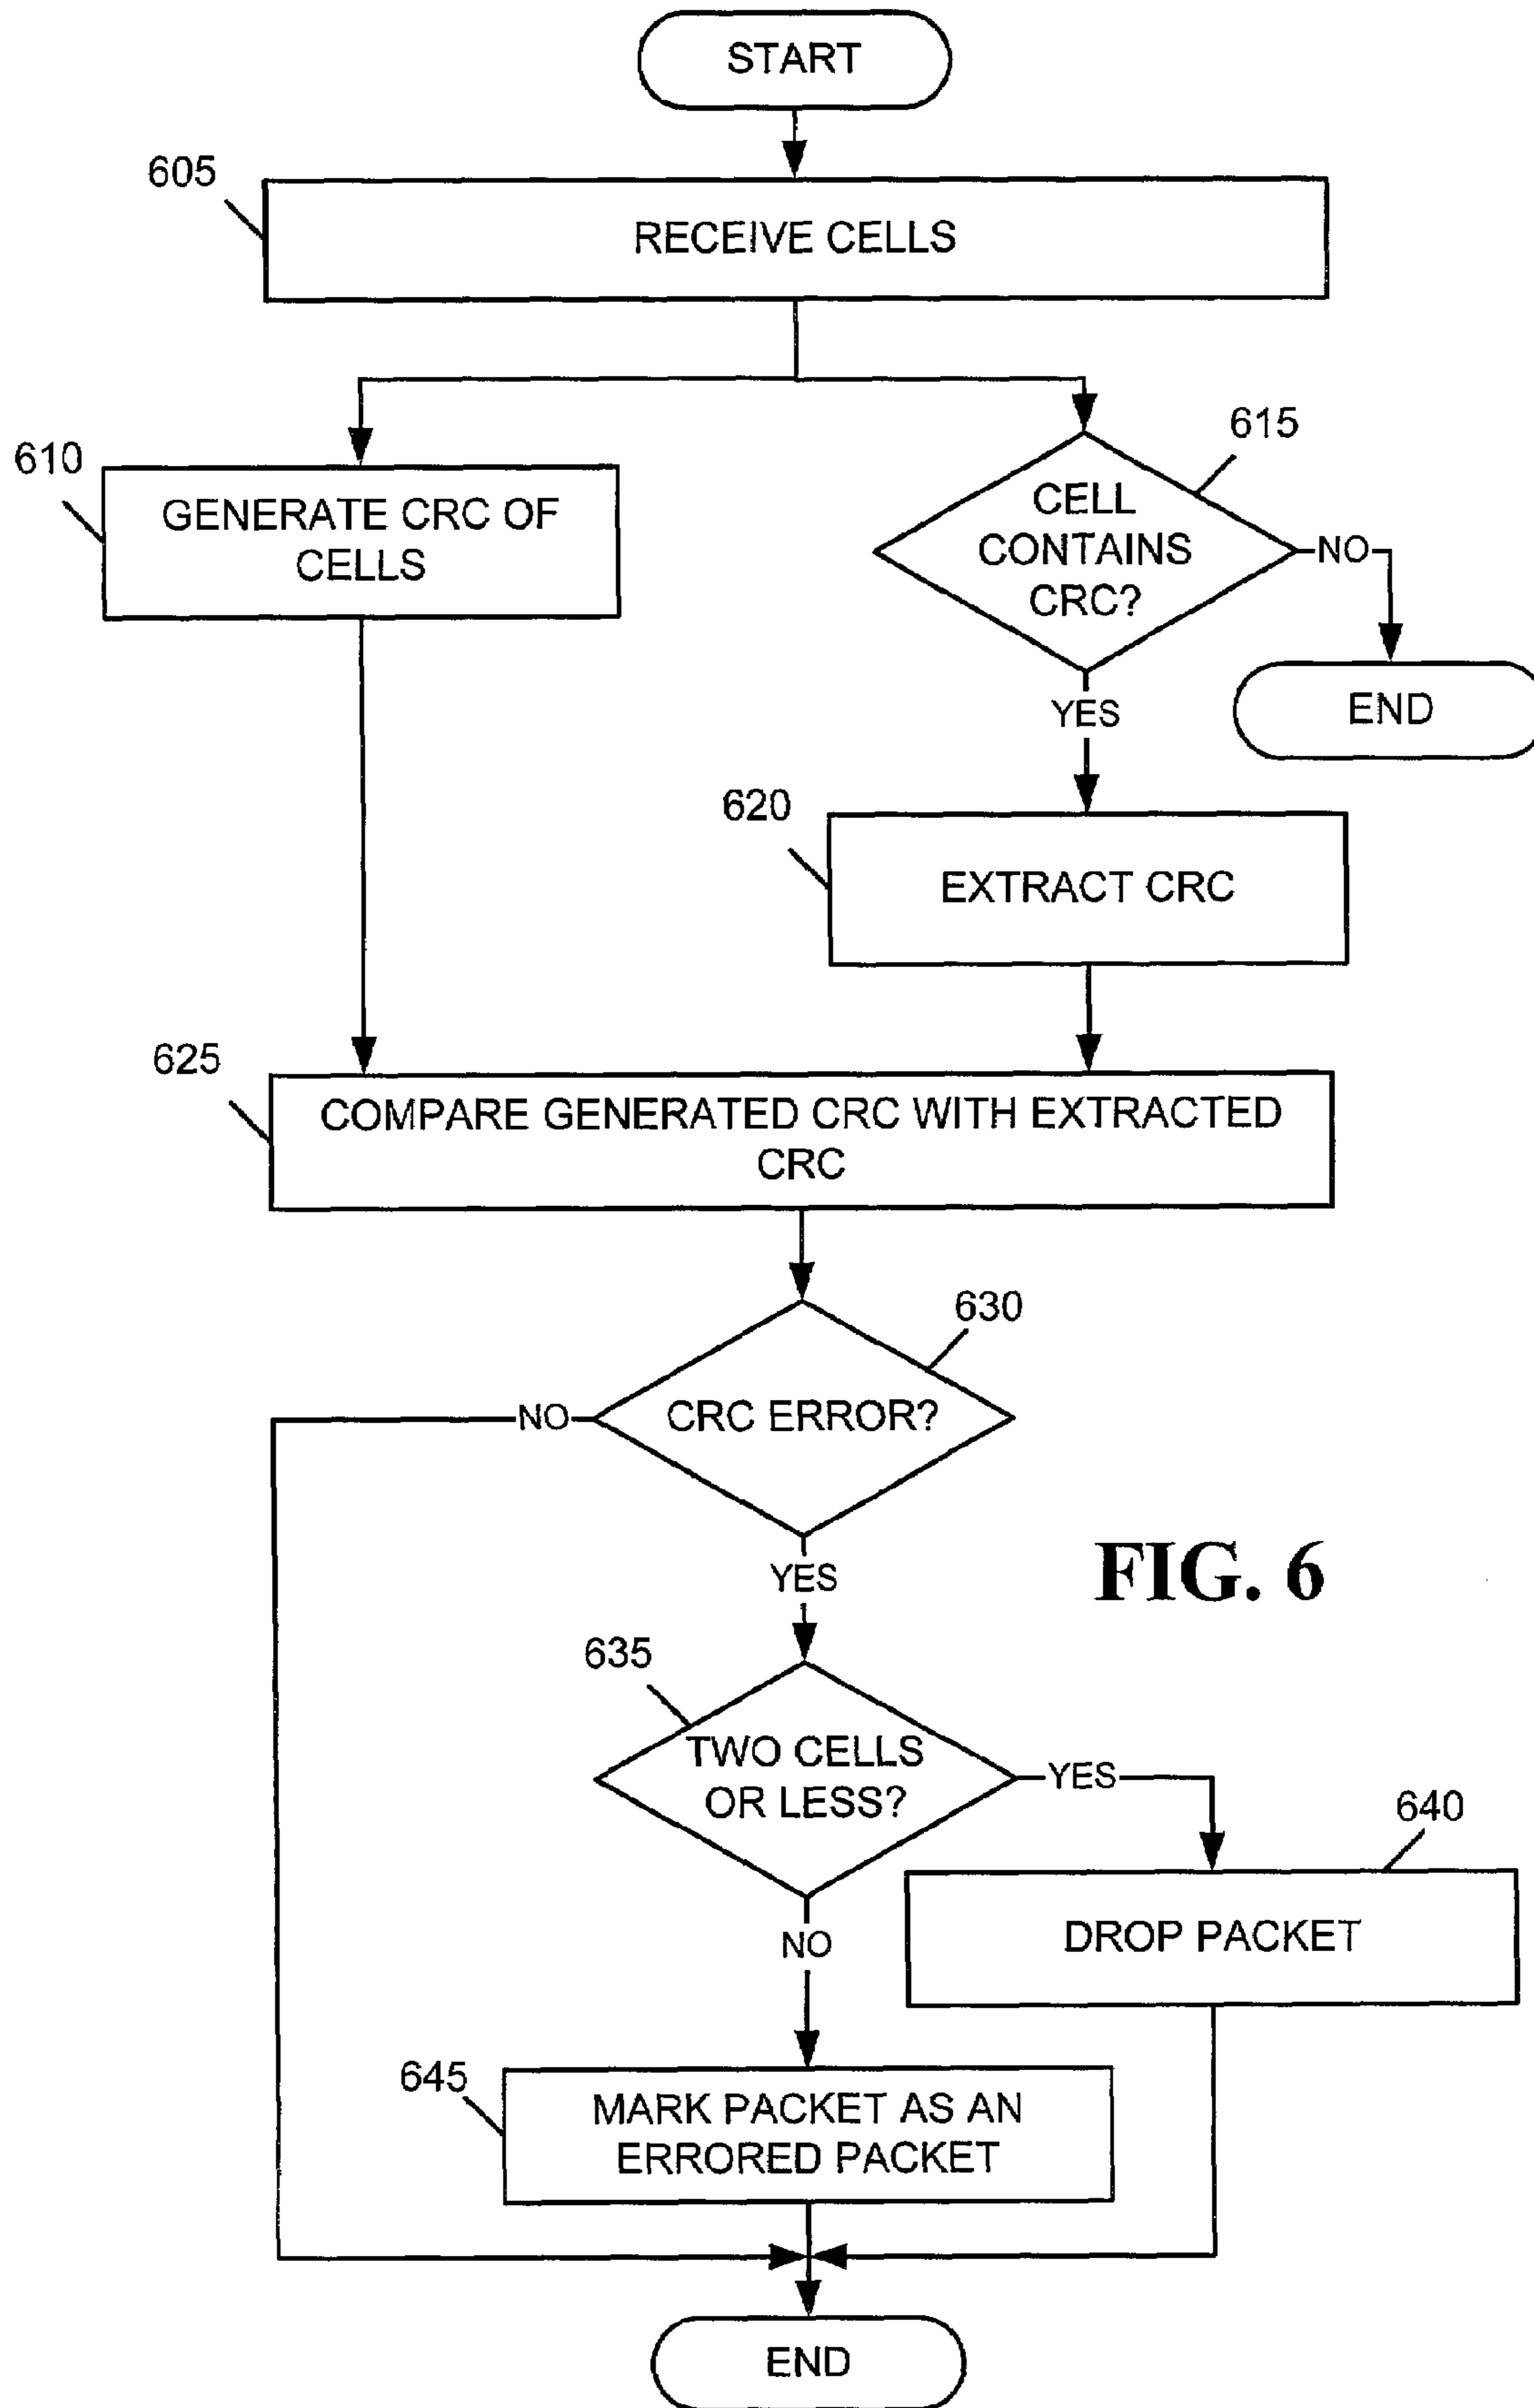 START
605
RECEIVE CELLS
610
GENERATE CRC OF
CELLS
615
CELL
CONTAINS
CRC?
NO
END
YES
620
EXTRACT CRC
625
COMPARE GENERATED CRC WITH EXTRACTED
CRC
630
CRC ERROR?
NO
YES
FIG. 6
635
TWO CELLS
OR LESS?
YES
640
DROP PACKET
NO
645
MARK PACKET AS AN
ERRORED PACKET
END